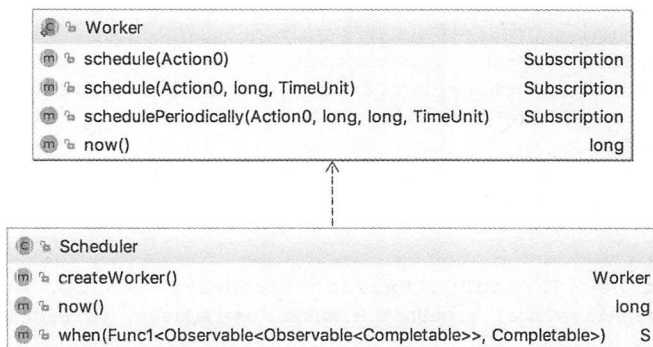 Worker
schedule(Action0) Subscription
schedule(Action0, long, TimeUnit) Subscription
schedulePeriodically(Action0, long, long, TimeUnit) Subscription
now() long
Scheduler
createWorker() Worker
now() long
when(Func1<Observable<Observable<Completable>>, Completable>) S